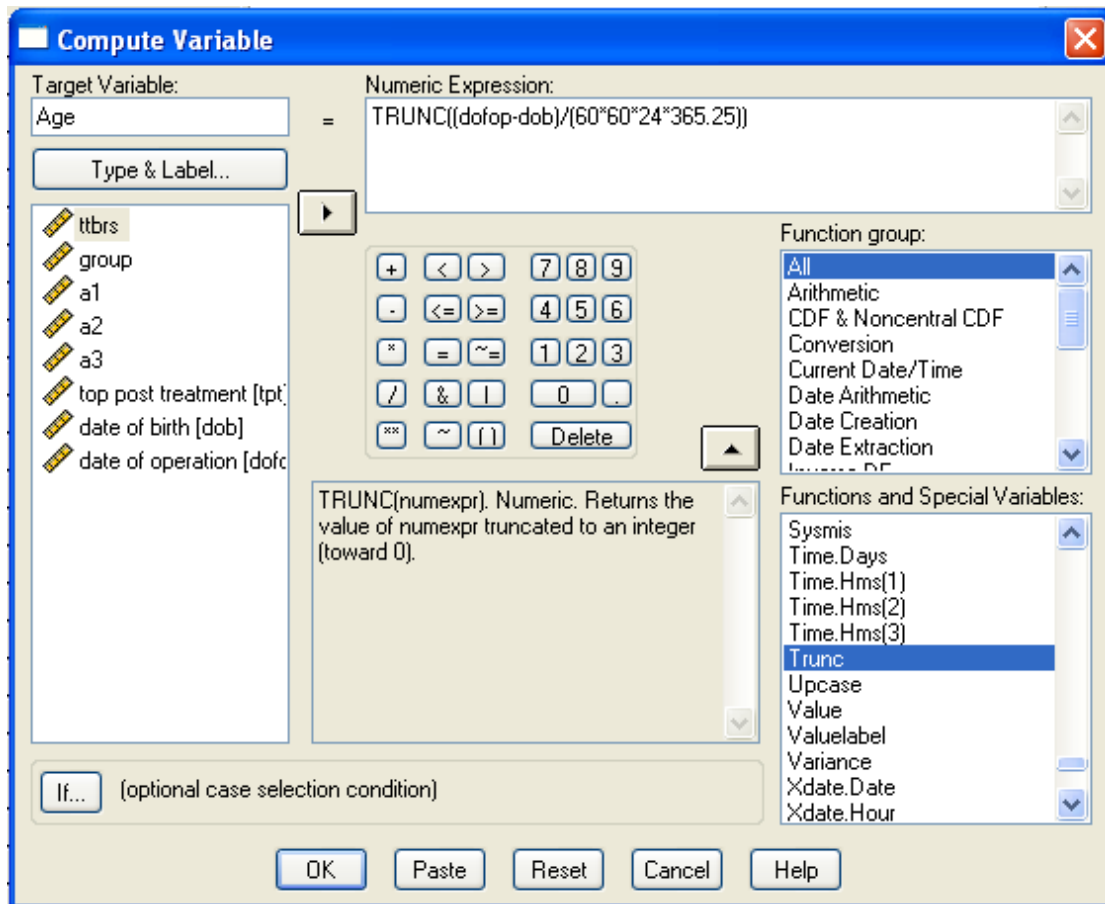 Compute Variable
Target Variable:
Age
=
Numeric Expression:
TRUNC((dofop-dob)/(60*60*24*365.25))
Type & Label...
ttbrs
group
a1
a2
a3
top post treatment [tpt]
date of birth [dob]
date of operation [dofo
+ < > 7 8 9
- <= >= 4 5 6
* = ~= 1 2 3
/ & | 0 .
** ~ ( ) Delete
Function group:
All
Arithmetic
CDF & Noncentral CDF
Conversion
Current Date/Time
Date Arithmetic
Date Creation
Date Extraction
TRUNC(numexpr). Numeric. Returns the
value of numexpr truncated to an integer
(toward 0).
Functions and Special Variables:
Sysmis
Time.Days
Time.Hms(1)
Time.Hms(2)
Time.Hms(3)
Trunc
Upcase
Value
Valuelabel
Variance
Xdate.Date
Xdate.Hour
If... (optional case selection condition)
OK Paste Reset Cancel Help